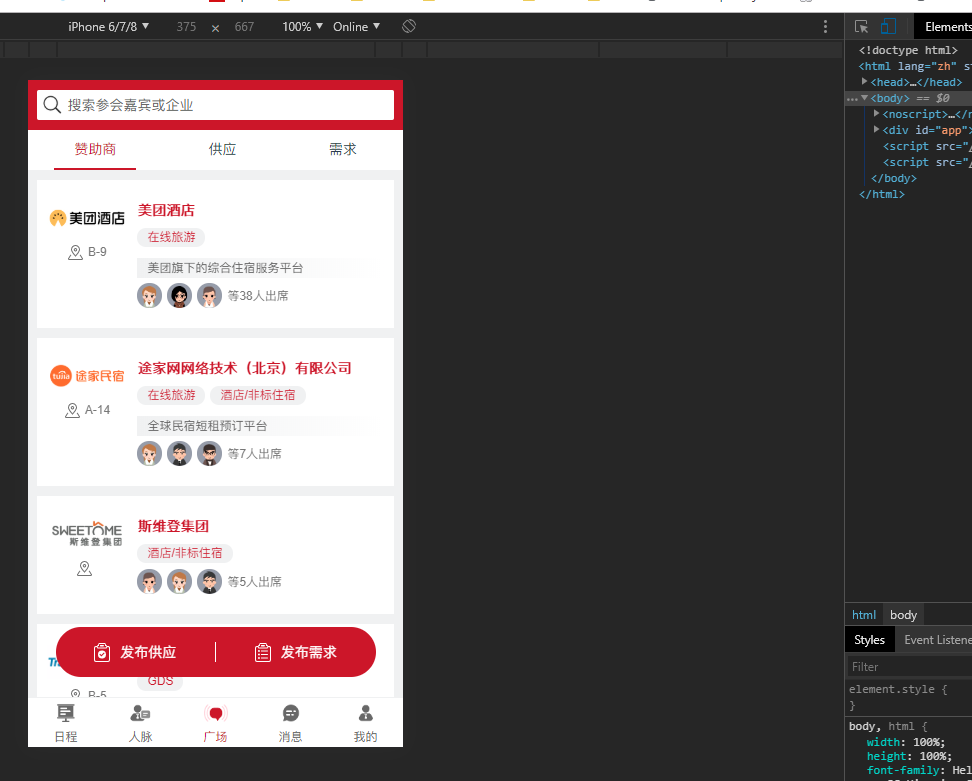 iPhone 6/7/8 ▼ 375 × 667 100% ▼ Online ▼
Elements
搜索参会嘉宾或企业
赞助商 供应 需求
美团酒店
美团酒店
在线旅游
B-9
美团旗下的综合住宿服务平台
等38人出席
途家网网络技术（北京）有限公司
tujia 途家民宿
在线旅游 酒店/非标住宿
A-14
全球民宿短租预订平台
等7人出席
斯维登集团
SWEETOME
斯维登集团
酒店/非标住宿
等5人出席
发布供应 发布需求
GDS
B-5
日程 人脉 广场 消息 我的
<!doctype html>
<html lang="zh"
<head>…</head>
<body> == $0
<noscript>…</
<div id="app">
<script src="
<script src="
</body>
</html>
html body
Styles Event Listene
Filter
element.style {
}
body, html {
width: 100%;
height: 100%;
font-family: Hel